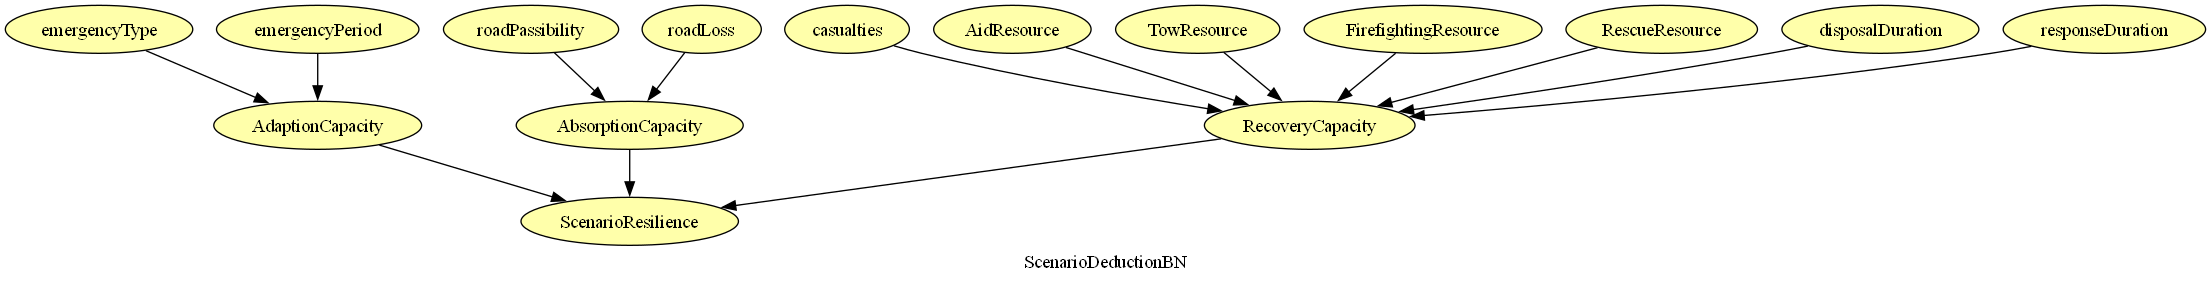 emergencyType
emergencyPeriod
roadPassibility
roadLoss
casualties
AidResource
TowResource
FirefightingResource
RescueResource
disposalDuration
responseDuration
AdaptionCapacity
AbsorptionCapacity
RecoveryCapacity
ScenarioResilience
ScenarioDeductionBN